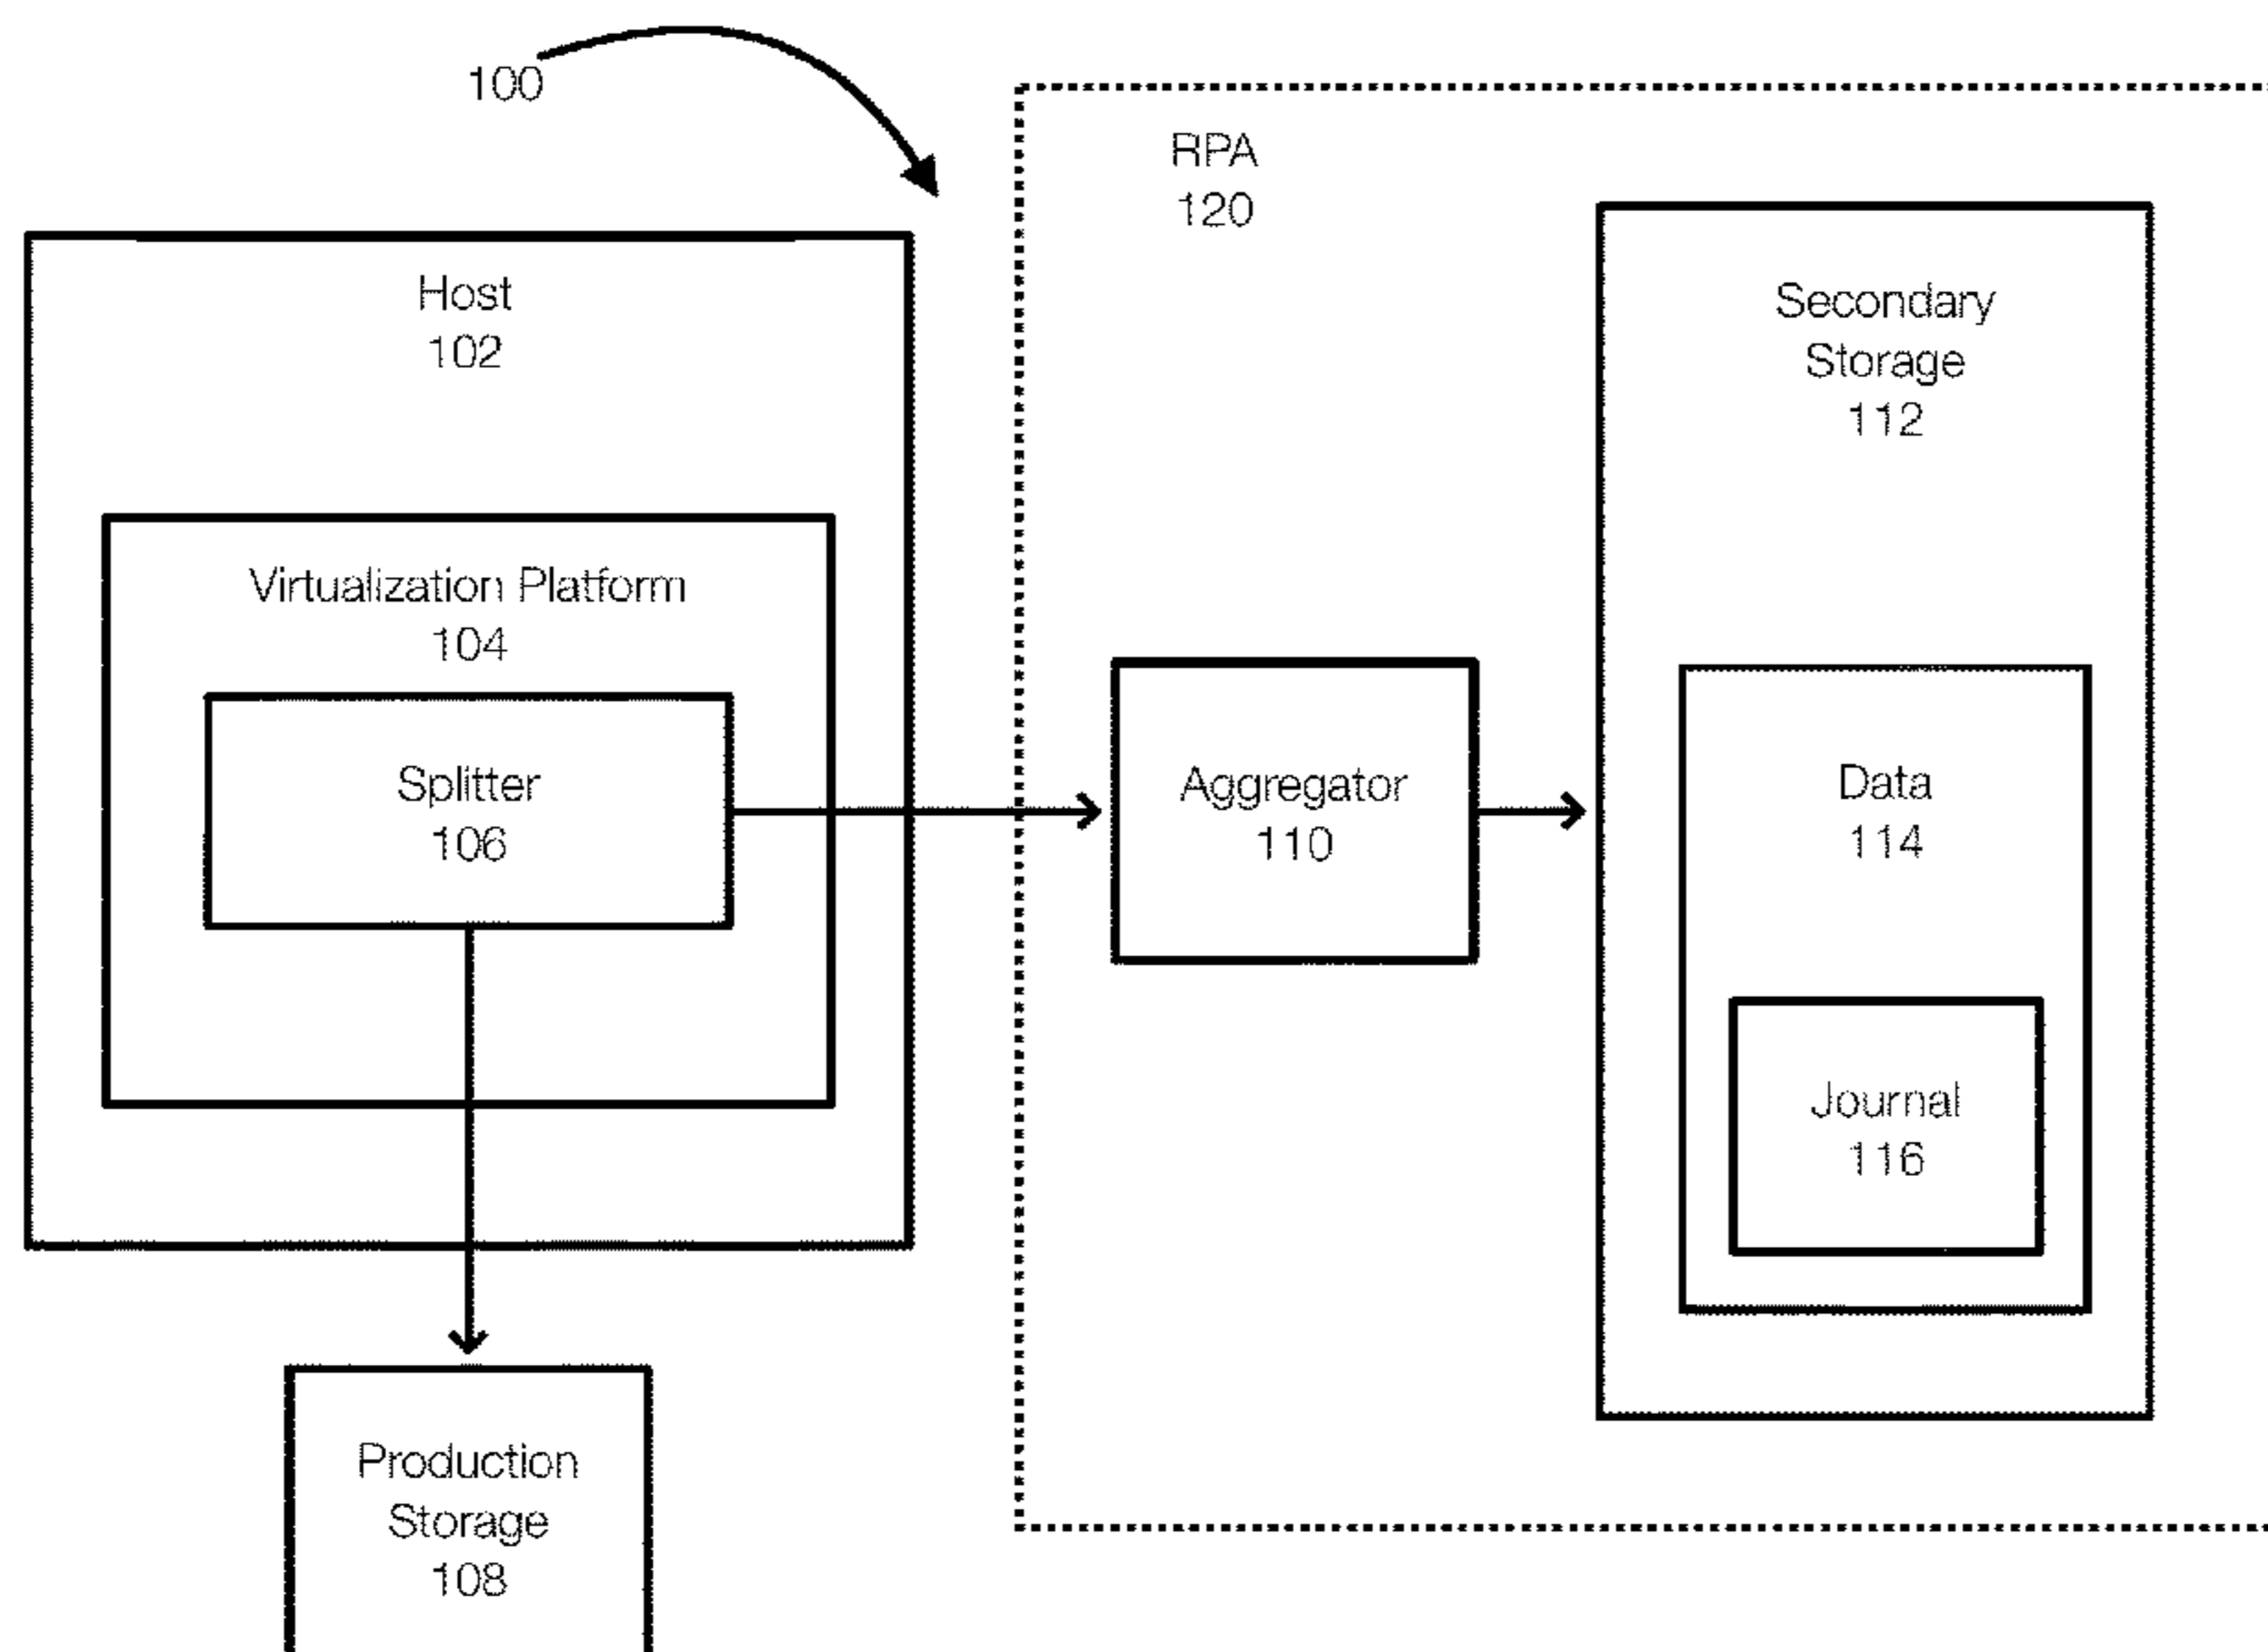 100
RPA
120
Host
102
Secondary
Storage
112
Virtualization Platform
104
Splitter
106
Aggregator
110
Data
114
Journal
116
Production
Storage
108